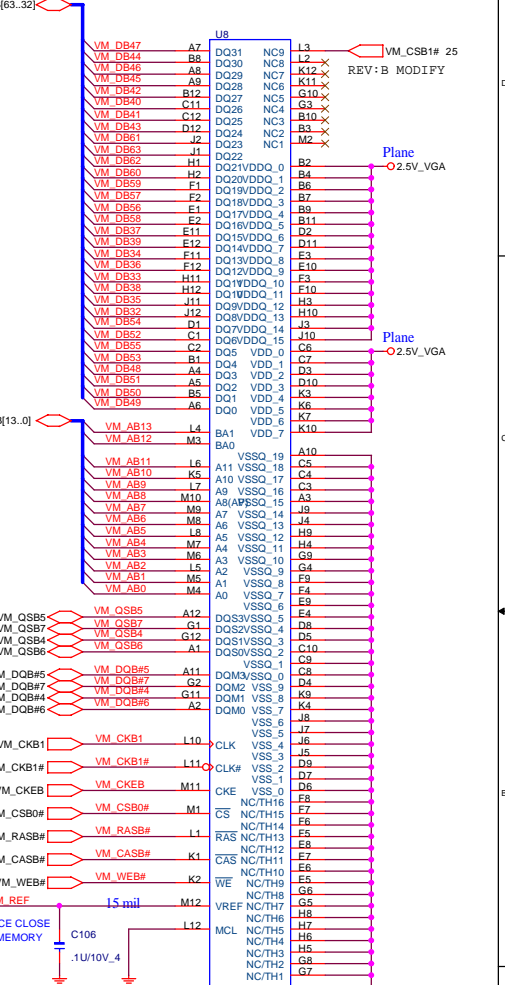 [63..32]
U8
VM_DB47 A7 DQ31 NC9 L3 VM_CSB1# 25
VM_DB44 B8 DQ30 NC8 L2
VM_DB46 A8 DQ29 NC7 K12 REV:B MODIFY
VM_DB45 A9 DQ28 NC6 K11
VM_DB42 B12 DQ27 NC5 G10
VM_DB40 C11 DQ26 NC4 G3
VM_DB41 C12 DQ25 NC3 B10
VM_DB43 D12 DQ24 NC2 B3
VM_DB61 J2 DQ23 NC1 M2
VM_DB63 J1 DQ22 Plane
VM_DB62 H1 DQ21 VDDQ_0 B2 2.5V_VGA
VM_DB60 H2 DQ20 VDDQ_1 B4
VM_DB59 F1 DQ19 VDDQ_2 B6
VM_DB57 F2 DQ18 VDDQ_3 B7
VM_DB56 E1 DQ17 VDDQ_4 B9
VM_DB58 E2 DQ16 VDDQ_5 B11
VM_DB37 E11 DQ15 VDDQ_6 D2
VM_DB39 E12 DQ14 VDDQ_7 D11
VM_DB34 F11 DQ13 VDDQ_8 E3
VM_DB36 F12 DQ12 VDDQ_9 E10
VM_DB33 H11 DQ11 VDDQ_10 F3
VM_DB38 H12 DQ10 VDDQ_11 F10
VM_DB35 J11 DQ9 VDDQ_12 H3
VM_DB32 J12 DQ8 VDDQ_13 H10
VM_DB54 D1 DQ7 VDDQ_14 J3
VM_DB52 C1 DQ6 VDDQ_15 J10 Plane
VM_DB55 C2 DQ5 VDD_0 C6 2.5V_VGA
VM_DB53 B1 DQ4 VDD_1 C7
VM_DB48 A4 DQ3 VDD_2 D3
VM_DB51 A5 DQ2 VDD_3 D10
VM_DB50 B5 DQ1 VDD_4 K3
VM_DB49 A6 DQ0 VDD_5 K6
[13..0] VDD_6 K7
VM_AB13 L4 BA1 VDD_7 K10
VM_AB12 M3 BA0
VSSQ_19 A10
VM_AB11 L6 A11 VSSQ_18 C5
VM_AB10 K5 A10 VSSQ_17 C4
VM_AB9 L7 A9 VSSQ_16 C3
VM_AB8 M10 A8(AP) VSSQ_15 A3
VM_AB7 M9 A7 VSSQ_14 J9
VM_AB6 M8 A6 VSSQ_13 J4
VM_AB5 L8 A5 VSSQ_12 H9
VM_AB4 M7 A4 VSSQ_11 H4
VM_AB3 M6 A3 VSSQ_10 G9
VM_AB2 L5 A2 VSSQ_9 G4
VM_AB1 M5 A1 VSSQ_8 F9
VM_AB0 M4 A0 VSSQ_7 F4
VSSQ_6 E9
VM_QSB5 VM_QSB5 A12 DQS3 VSSQ_5 E4
VM_QSB7 VM_QSB7 G1 DQS2 VSSQ_4 D8
VM_QSB4 VM_QSB4 G12 DQS1 VSSQ_3 D5
VM_QSB6 VM_QSB6 A1 DQS0 VSSQ_2 C10
VSSQ_1 C9
M_DQB#5 VM_DQB#5 A11 DQM3 VSSQ_0 C8
M_DQB#7 VM_DQB#7 G2 DQM2 VSS_9 D4
M_DQB#4 VM_DQB#4 G11 DQM1 VSS_8 K9
M_DQB#6 VM_DQB#6 A2 DQM0 VSS_7 K4
VSS_6 J8
VSS_5 J7
VM_CKB1 VM_CKB1 L10 CLK VSS_4 J6
VSS_3 J5
M_CKB1# VM_CKB1# L11 CLK# VSS_2 D9
VSS_1 D7
VM_CKEB VM_CKEB M11 CKE VSS_0 D6
NC/TH16 F8
M_CSB0# VM_CSB0# M1 CS NC/TH15 F7
NC/TH14 F6
M_RASB# VM_RASB# L1 RAS NC/TH13 F5
NC/TH12 E8
M_CASB# VM_CASB# K1 CAS NC/TH11 E7
NC/TH10 E6
VM_WEB# VM_WEB# K2 WE NC/TH9 E5
NC/TH8 G6
M_REF 15 mil M12 VREF NC/TH7 G5
NC/TH6 H8
CE CLOSE L12 MCL NC/TH5 H7
MEMORY C106 NC/TH4 H6
NC/TH3 H5
.1U/10V_4 NC/TH2 G8
NC/TH1 G7